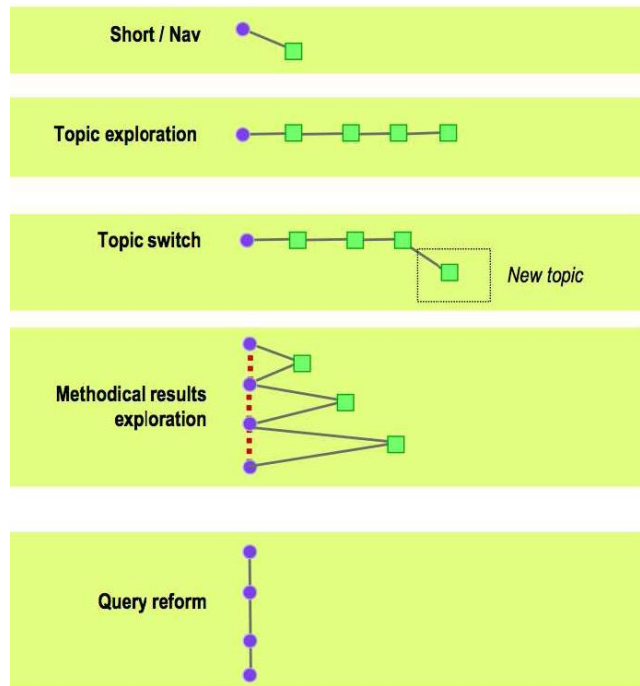 Short / Nav
Topic exploration
Topic switch
New topic
Methodical results
exploration
Query reform